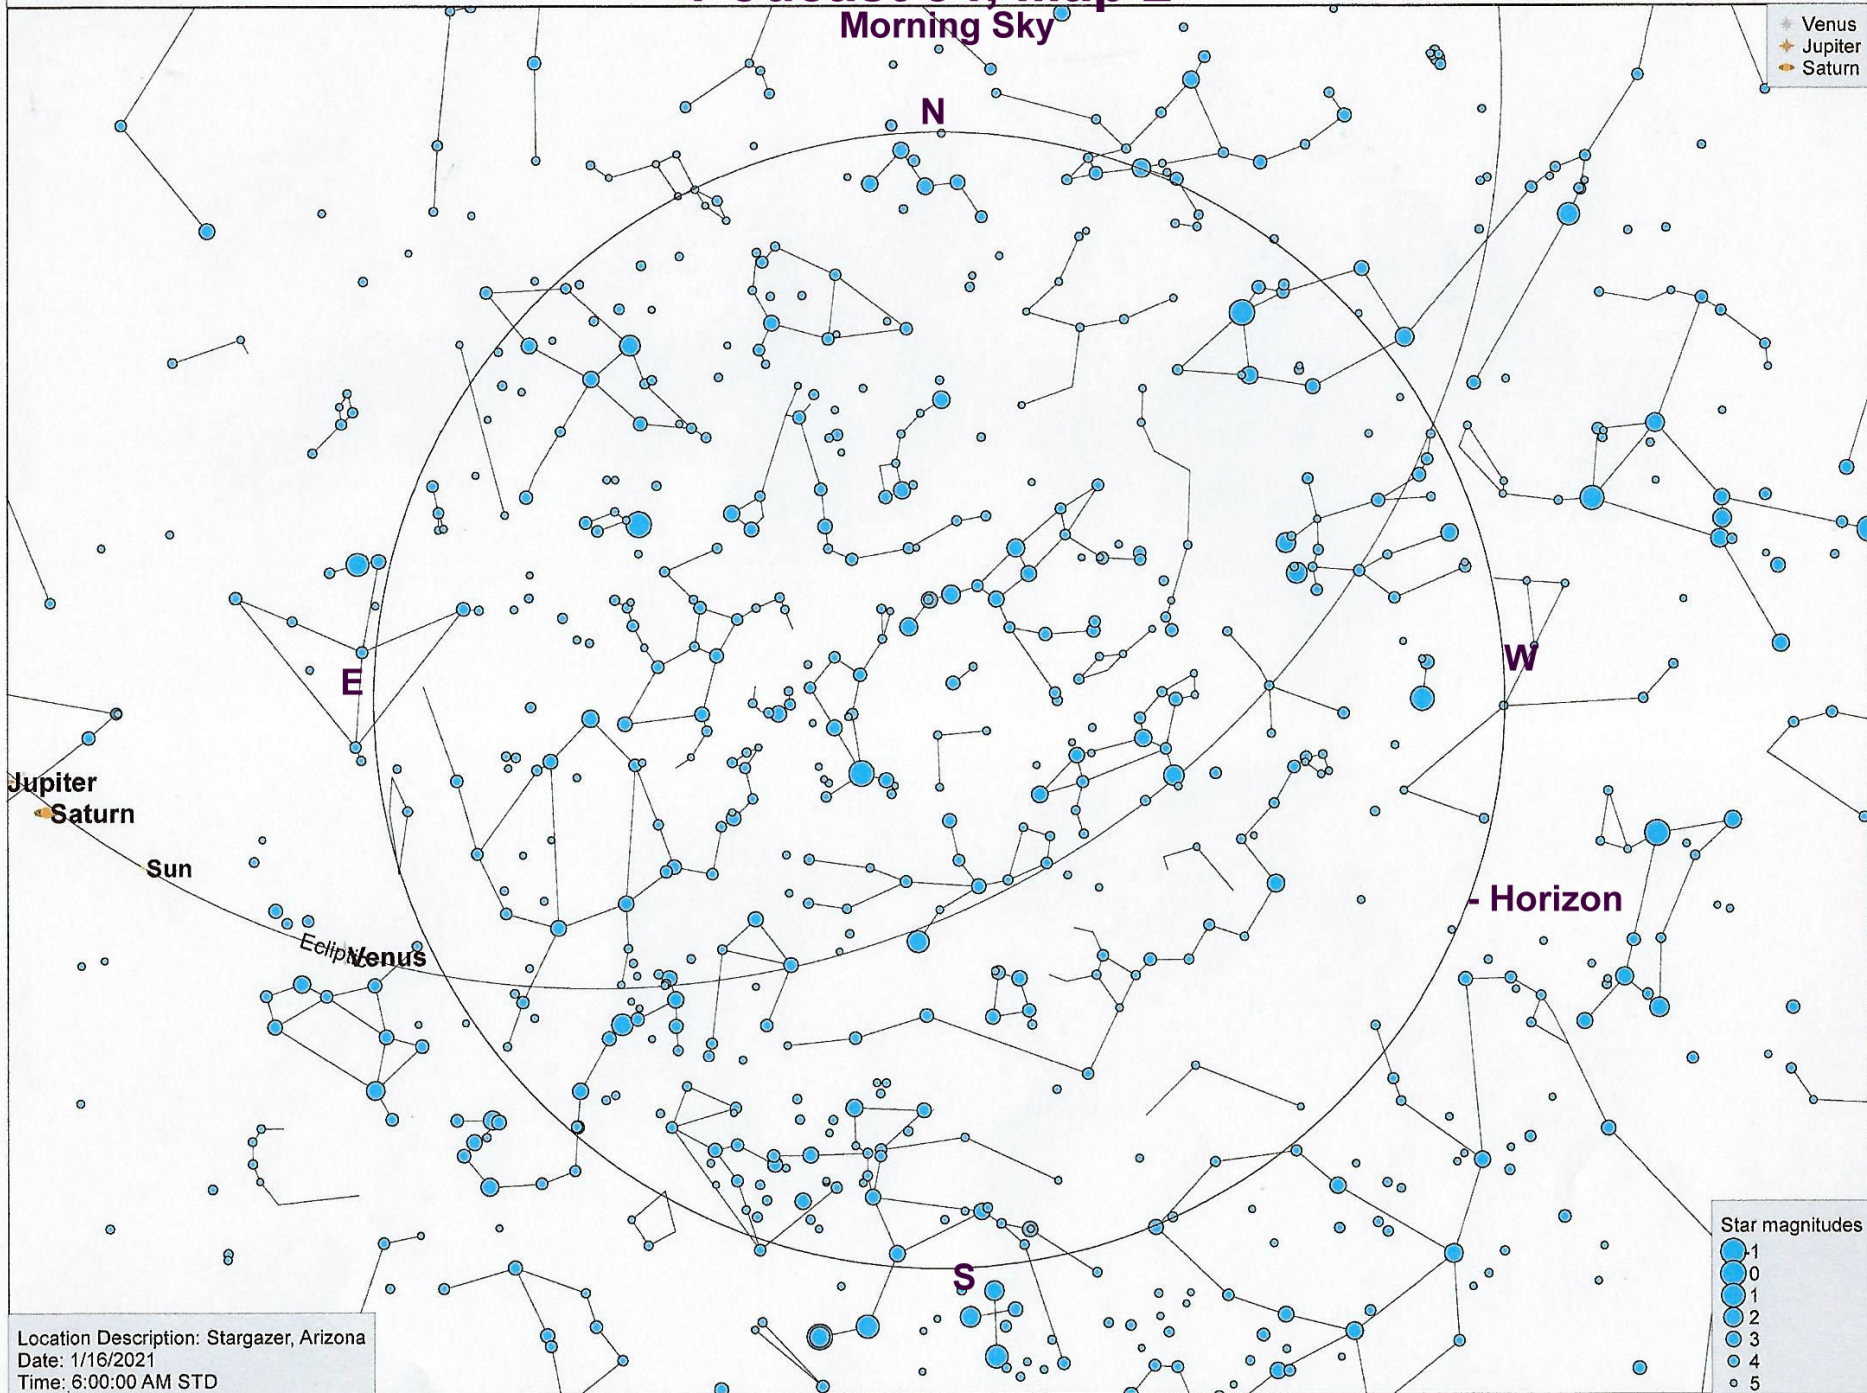 Morning Sky
Venus
Jupiter
Saturn
N
E
W
Jupiter
Saturn
Sun
Ecliptic
Venus
- Horizon
S
Star magnitudes
-1
0
1
2
3
4
5
Location Description: Stargazer, Arizona
Date: 1/16/2021
Time: 6:00:00 AM STD